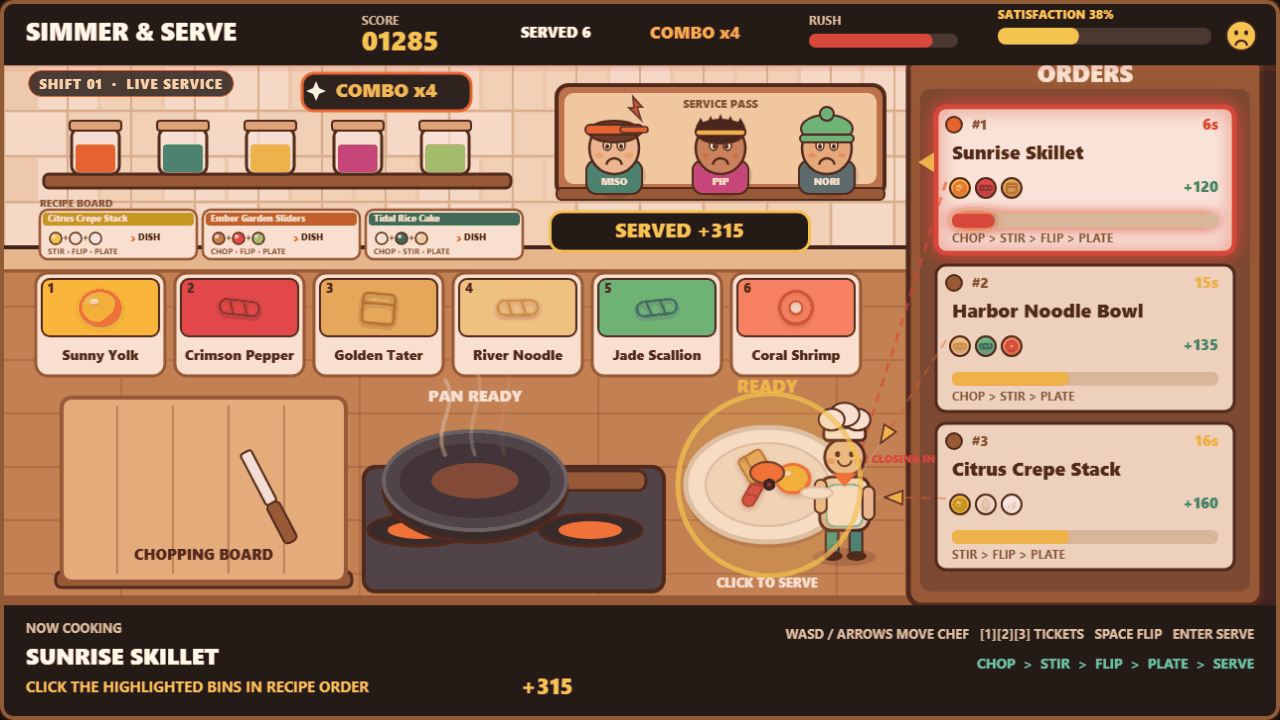 SIMMER & SERVE
SCORE
01285
SERVED 6
COMBO x4
RUSH
SATISFACTION 38%
SHIFT 01 · LIVE SERVICE
COMBO x4
SERVICE PASS
MISO
PIP
NORI
RECIPE BOARD
Citrus Crepe Stack
+ + › DISH
STIR · FLIP · PLATE
Ember Garden Sliders
+ + › DISH
CHOP · FLIP · PLATE
Tidal Rice Cake
+ + › DISH
CHOP · STIR · PLATE
SERVED +315
1
Sunny Yolk
2
Crimson Pepper
3
Golden Tater
4
River Noodle
5
Jade Scallion
6
Coral Shrimp
CHOPPING BOARD
PAN READY
READY
CLICK TO SERVE
CLOSING IN
ORDERS
#1 6s
Sunrise Skillet
+120
CHOP > STIR > FLIP > PLATE
#2 15s
Harbor Noodle Bowl
+135
CHOP > STIR > PLATE
#3 16s
Citrus Crepe Stack
+160
STIR > FLIP > PLATE
NOW COOKING
SUNRISE SKILLET
CLICK THE HIGHLIGHTED BINS IN RECIPE ORDER
+315
WASD / ARROWS MOVE CHEF [1][2][3] TICKETS SPACE FLIP ENTER SERVE
CHOP > STIR > FLIP > PLATE > SERVE